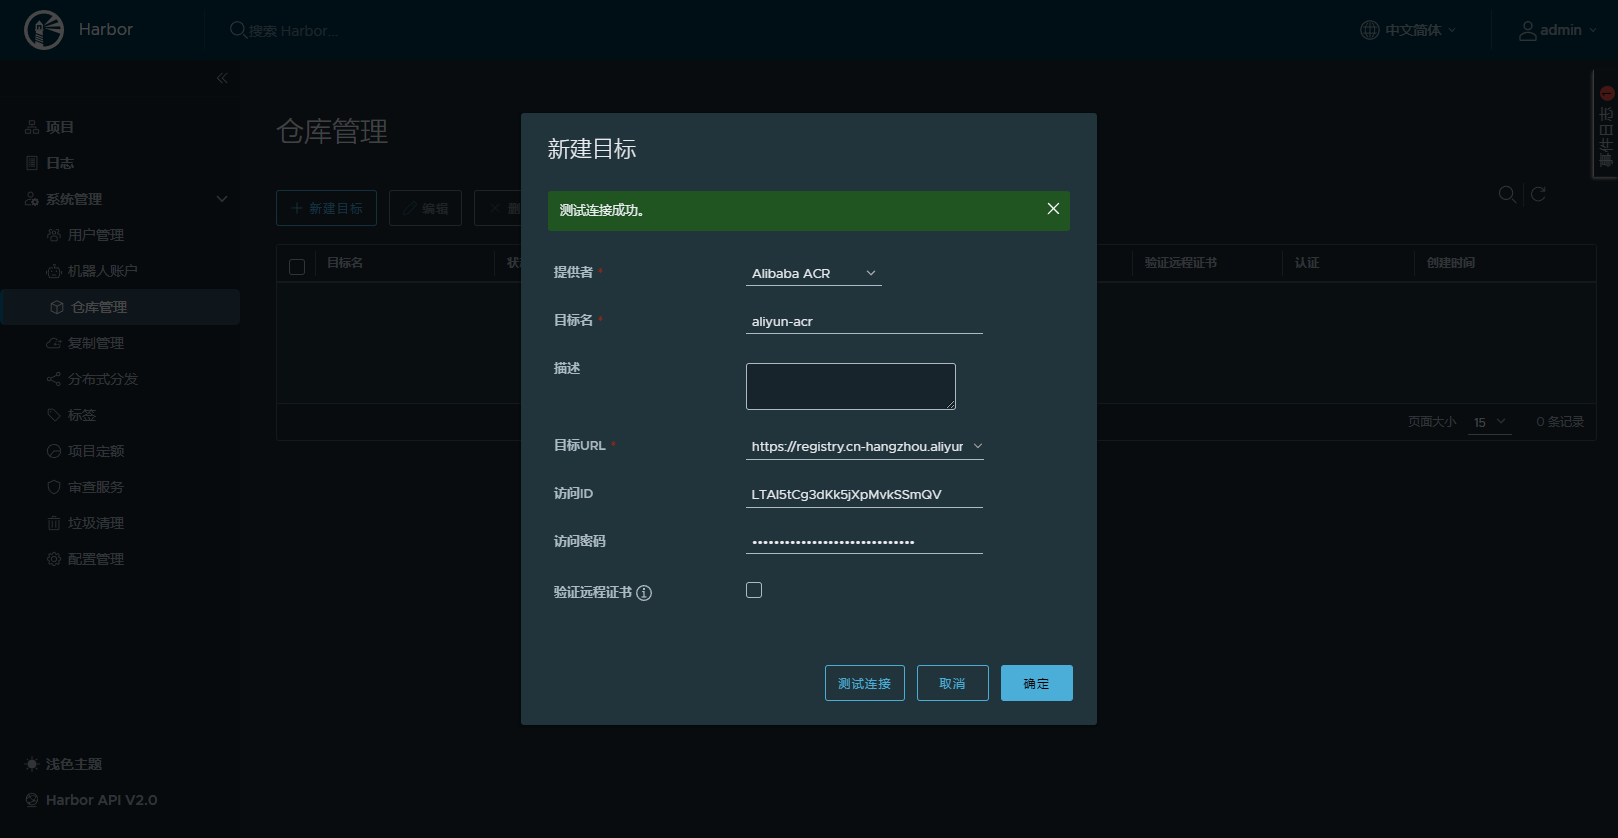 Harbor
搜索 Harbor...
中文简体
admin
事件日志
项目
日志
系统管理
用户管理
机器人账户
仓库管理
复制管理
分布式分发
标签
项目定额
审查服务
垃圾清理
配置管理
浅色主题
Harbor API V2.0
仓库管理
新建目标
编辑
目标名
验证远程证书
认证
创建时间
页面大小
15
0 条记录
新建目标
测试连接成功。
提供者 *
Alibaba ACR
目标名 *
aliyun-acr
描述
目标URL *
https://registry.cn-hangzhou.aliyun
访问ID
LTAI5tCg3dKk5jXpMvkSSmQV
访问密码
••••••••••••••••••••••••••••••
验证远程证书
测试连接
取消
确定